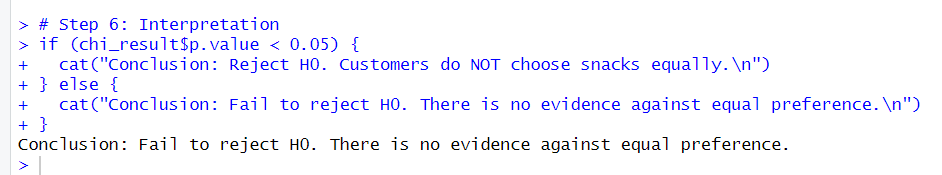 > # Step 6: Interpretation
> if (chi_result$p.value < 0.05) {
+   cat("Conclusion: Reject H0. Customers do NOT choose snacks equally.\n")
+ } else {
+   cat("Conclusion: Fail to reject H0. There is no evidence against equal preference.\n")
+ }
Conclusion: Fail to reject H0. There is no evidence against equal preference.
>